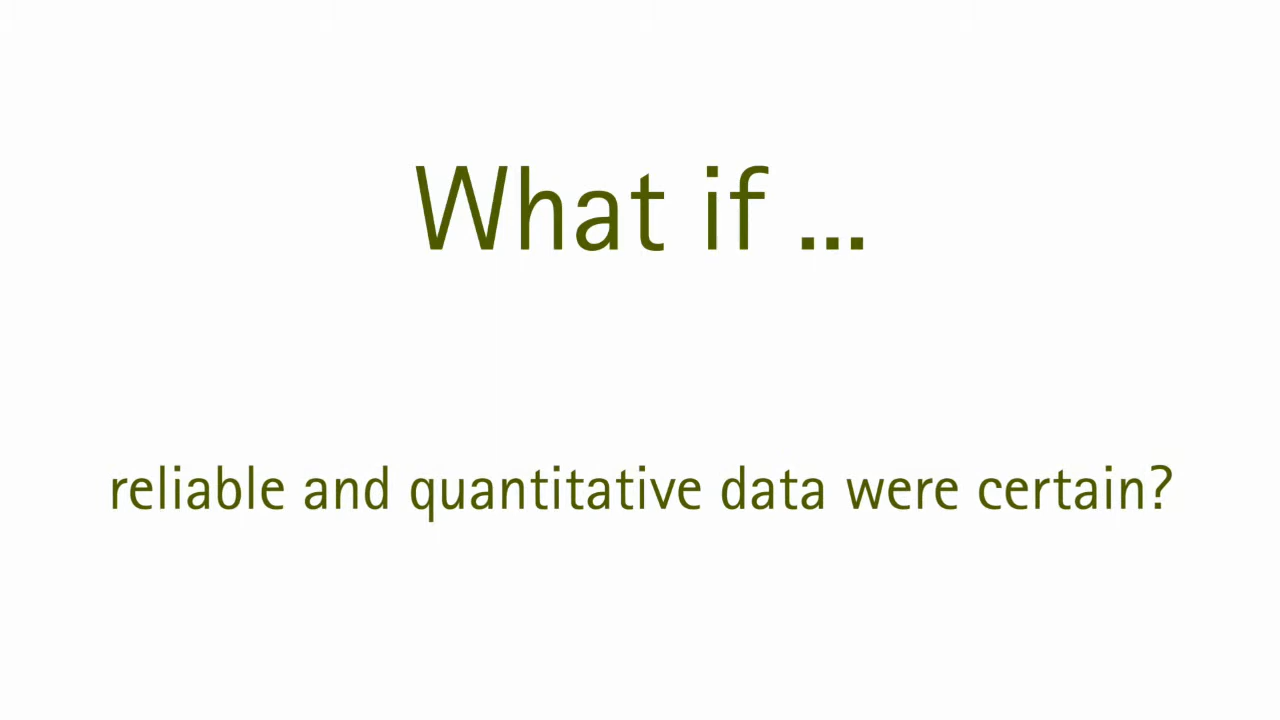 What if ...
reliable and quantitative data were certain?